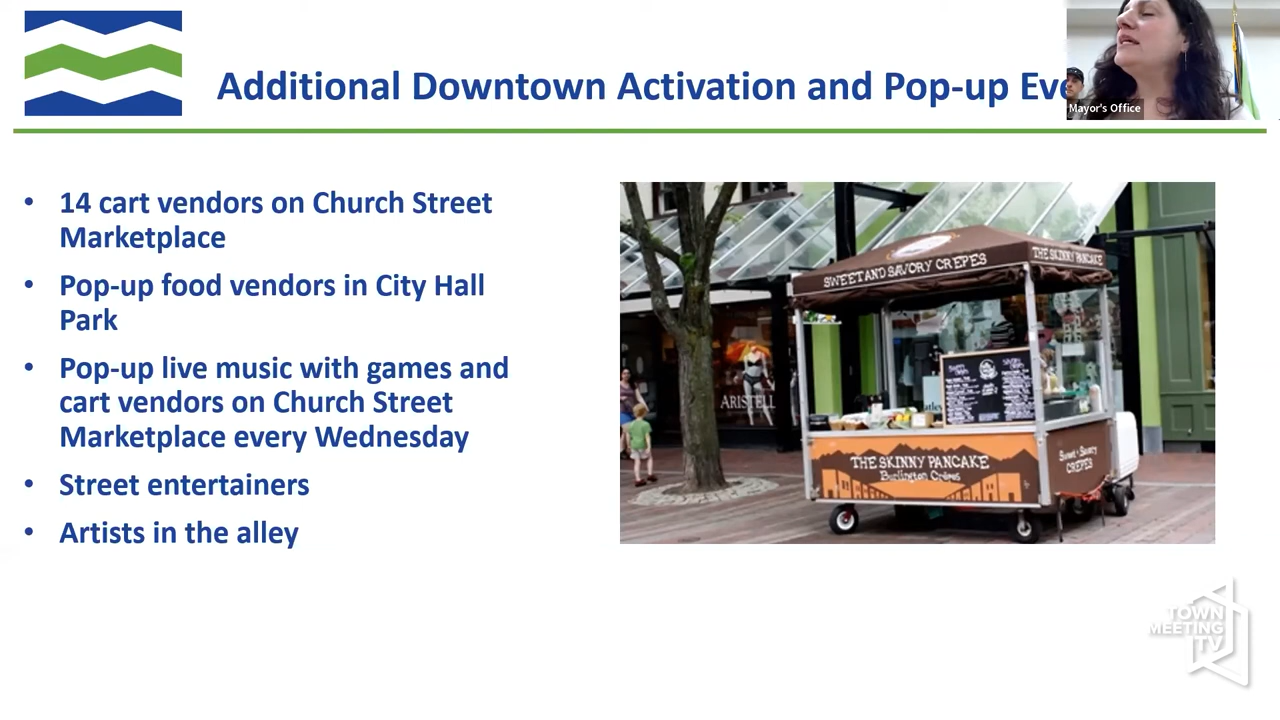 Additional Downtown Activation and Pop-up Eve
Mayor's Office
• 14 cart vendors on Church Street
Marketplace
• Pop-up food vendors in City Hall
Park
• Pop-up live music with games and
cart vendors on Church Street
Marketplace every Wednesday
• Street entertainers
• Artists in the alley
SWEET AND SAVORY CREPES
THE SKINNY PANCAKE
ARISTELL
THE SKINNY PANCAKE
Burlington Crêpes
Sweet & Savory
CREPES
TOWN
MEETING
TV